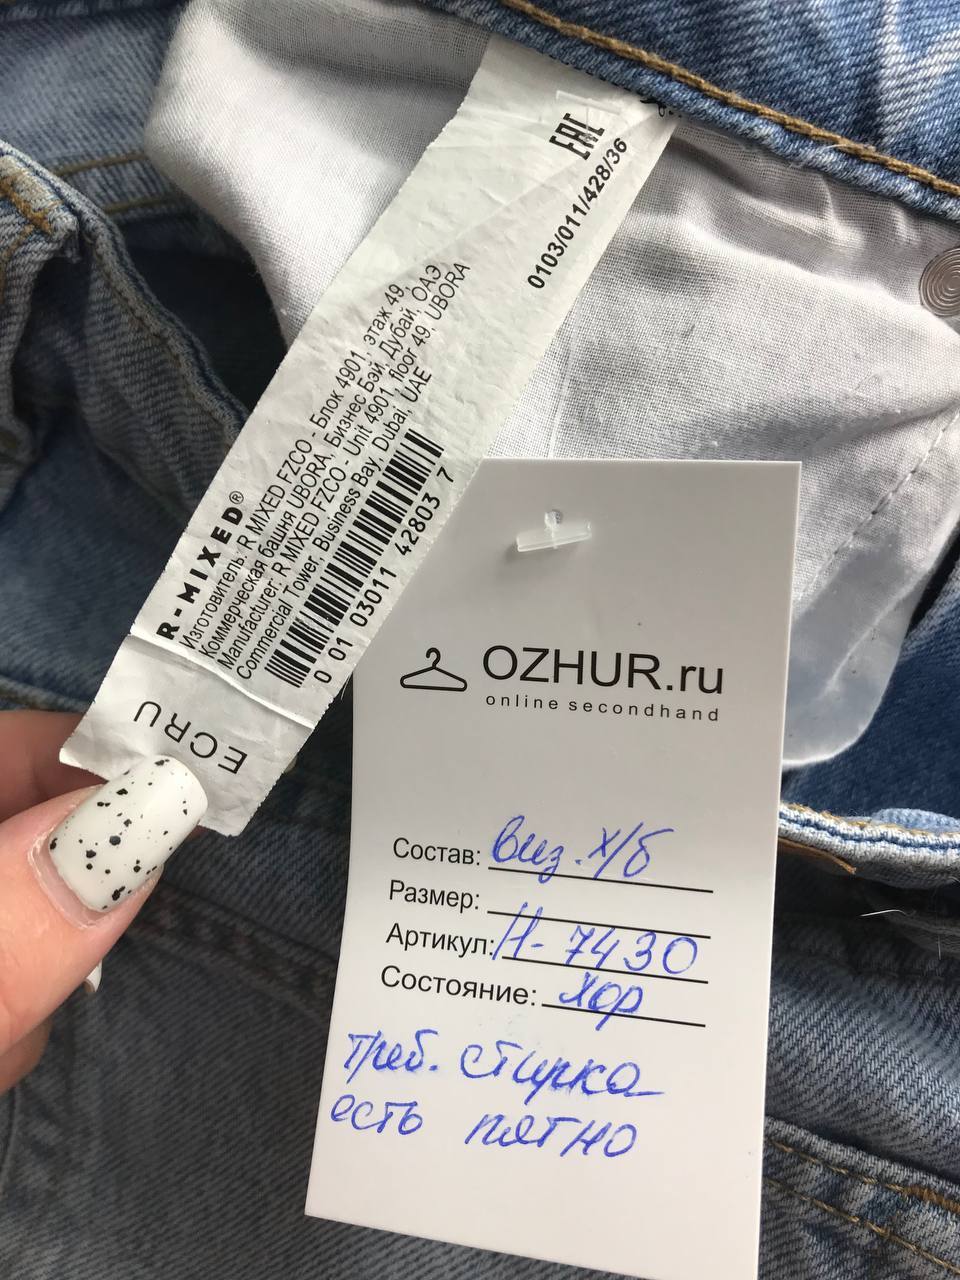 EAC
0103/011/428/36
R-MIXED®
Изготовитель: R MIXED FZCO - Блок 4901, этаж 49,
Коммерческая башня UBORA, Бизнес Бэй, Дубай, ОАЭ
Manufacturer: R MIXED FZCO - Unit 4901, floor 49, UBORA
Commercial Tower, Business Bay, Dubai, UAE
0 01 03011 42803 7
ECRU
OZHUR.ru
online secondhand
Состав: виз. х/б
Размер:
Артикул: Н-7430
Состояние: хор
треб. стирка
есть пятно